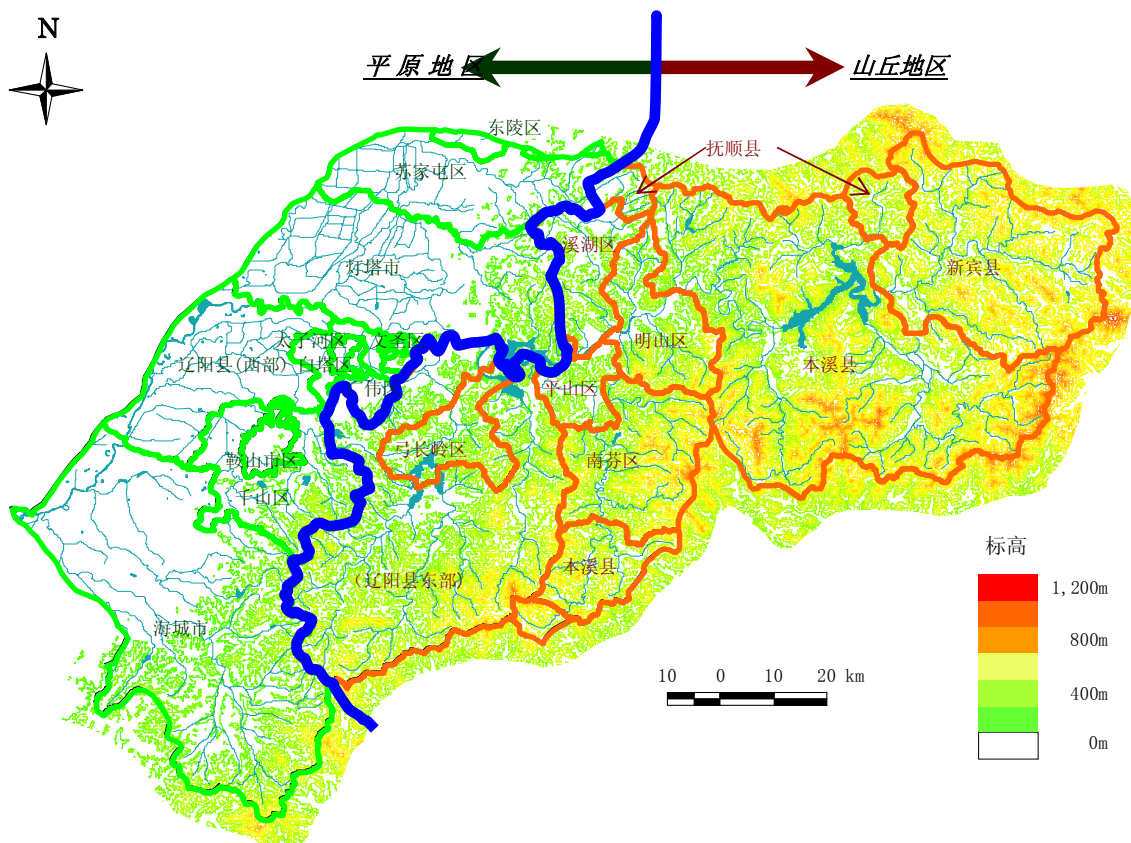 N
平 原 地 区
山丘地区
东陵区
抚顺县
苏家屯区
溪湖区
灯塔市
新宾县
太子河区
文圣区
明山区
辽阳县(西部)
白塔区
本溪县
平山区
弓长岭区
鞍山市区
南芬区
千山区
本溪县
(辽阳县东部)
海城市
标高
1,200m
800m
400m
0m
10 0 10 20 km